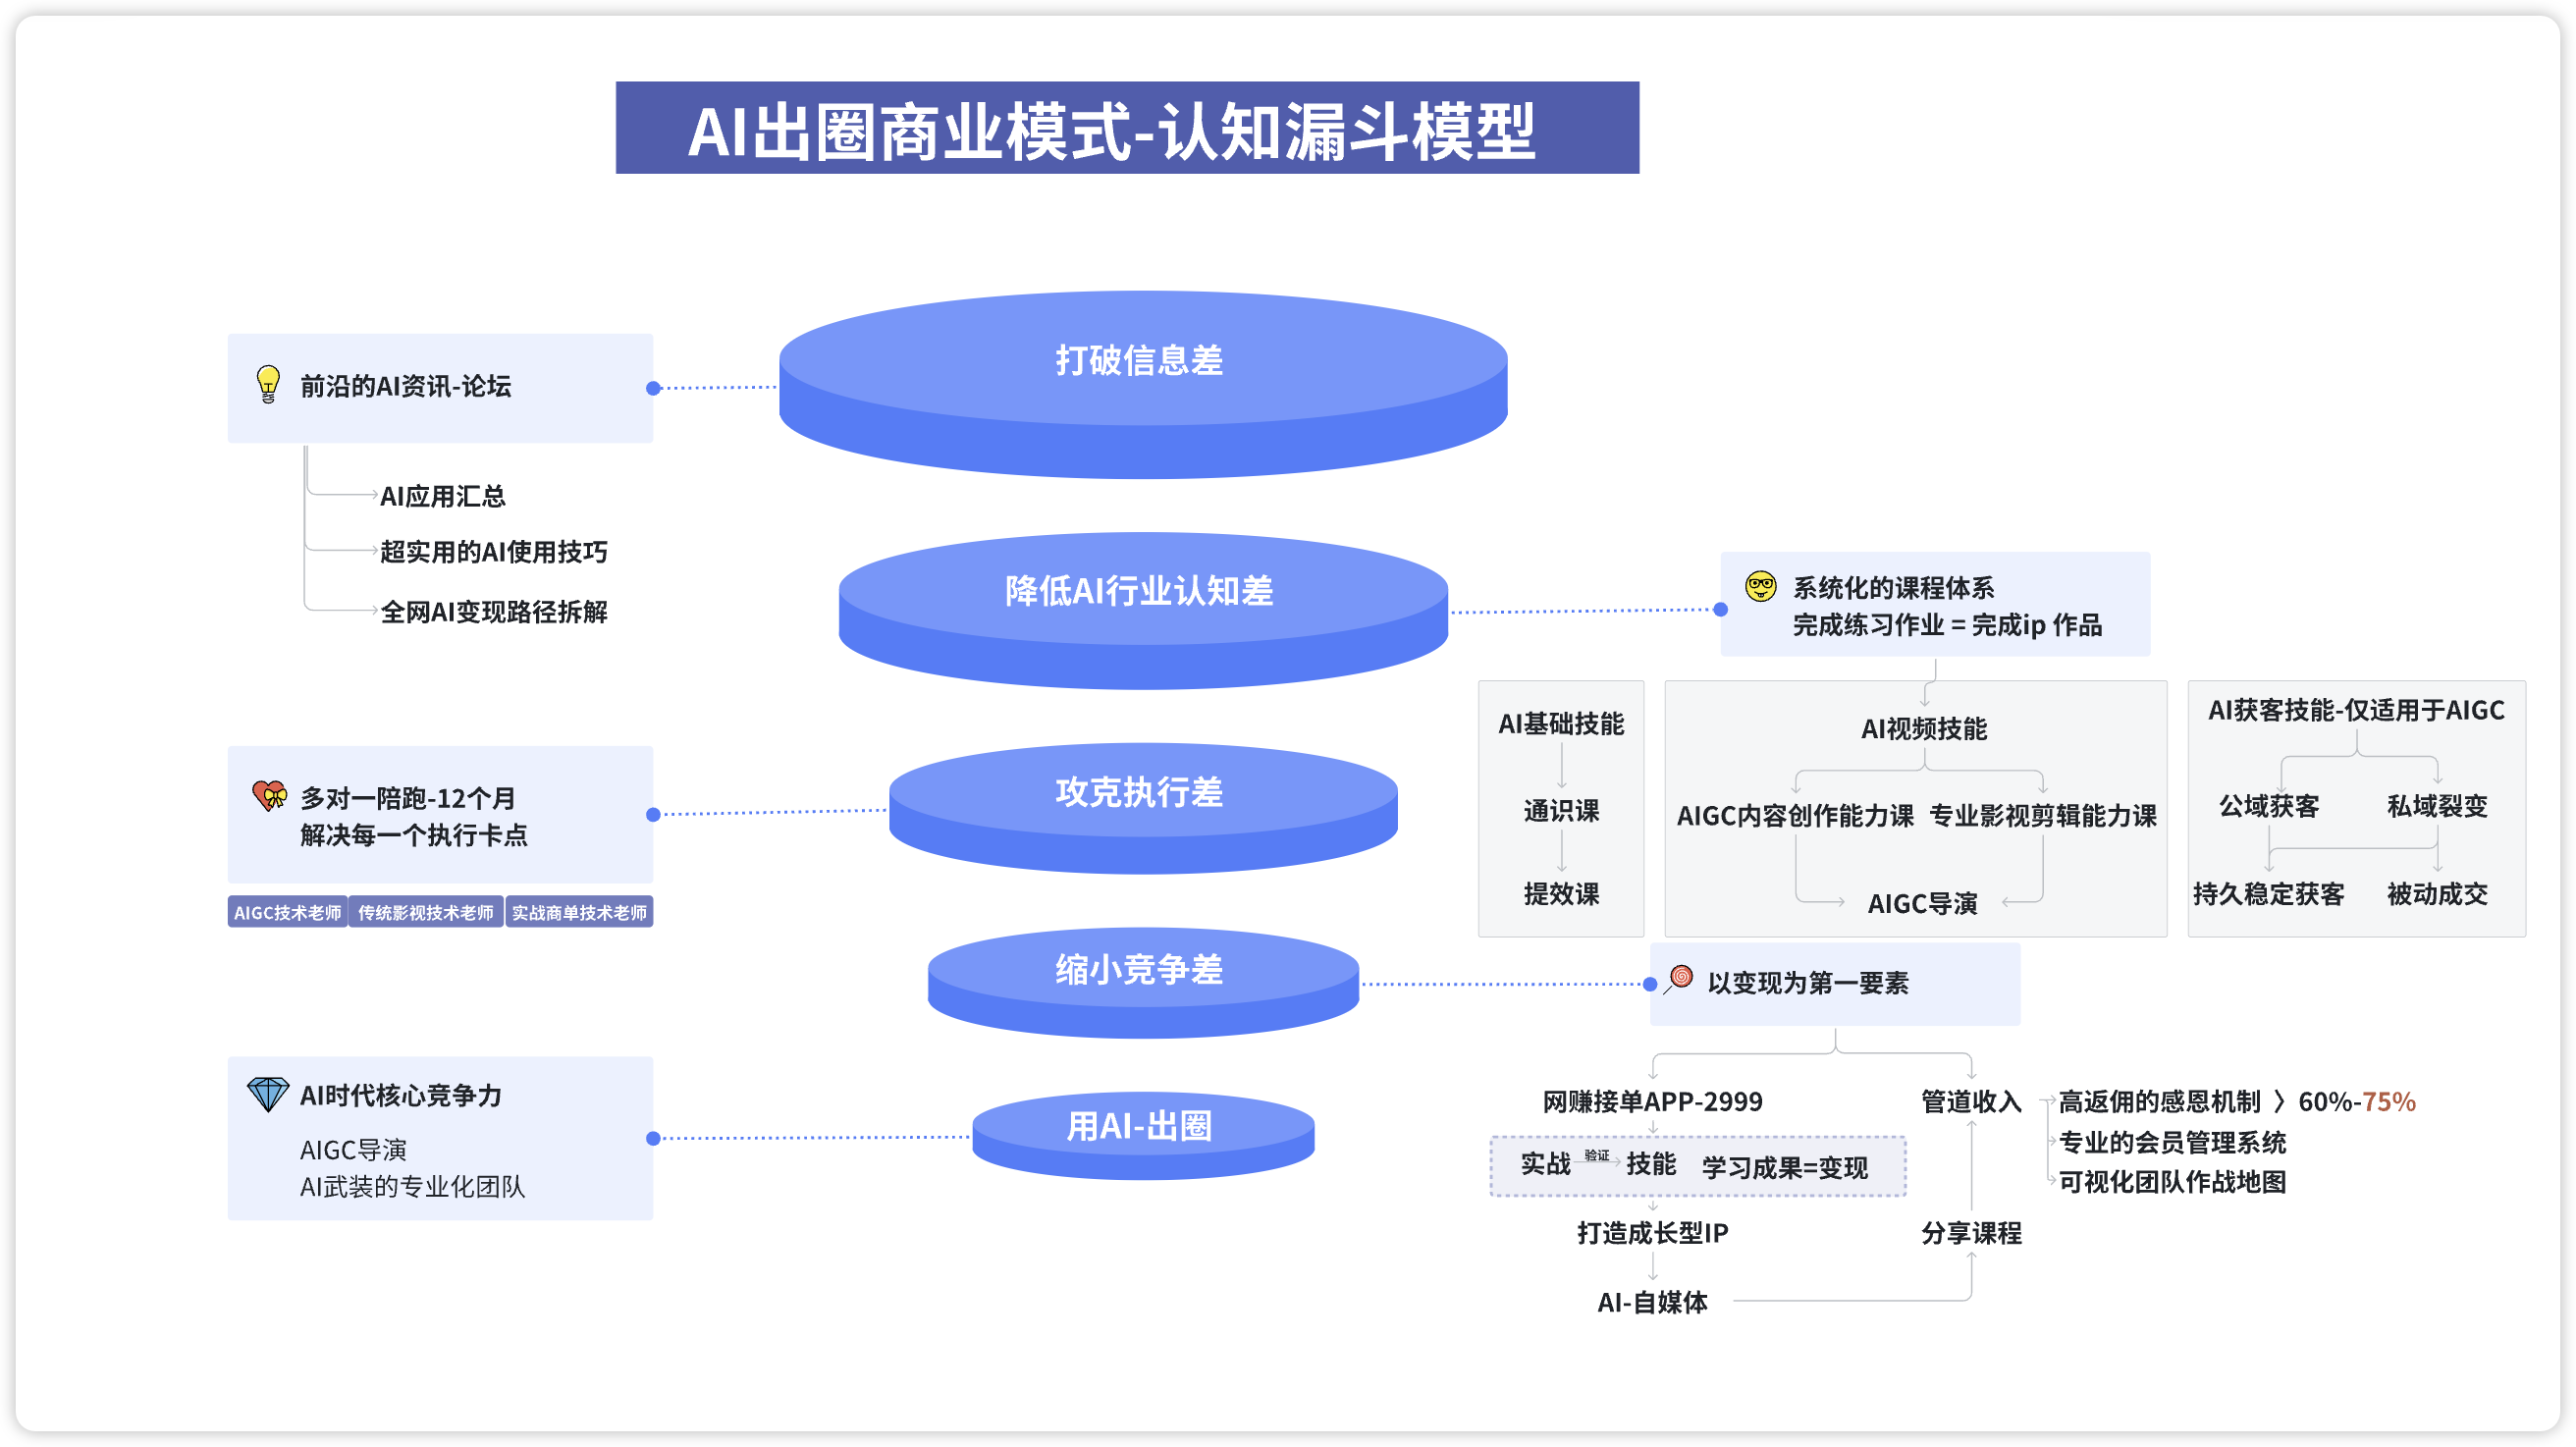 AI出圈商业模式-认知漏斗模型
打破信息差
前沿的AI资讯-论坛
AI应用汇总
超实用的AI使用技巧
全网AI变现路径拆解
降低AI行业认知差
系统化的课程体系
完成练习作业 = 完成ip 作品
AI基础技能
通识课
提效课
AI视频技能
AIGC内容创作能力课
专业影视剪辑能力课
AIGC导演
AI获客技能-仅适用于AIGC
公域获客
私域裂变
持久稳定获客
被动成交
攻克执行差
多对一陪跑-12个月
解决每一个执行卡点
AIGC技术老师
传统影视技术老师
实战商单技术老师
缩小竞争差
以变现为第一要素
网赚接单APP-2999
实战 验证 技能 学习成果=变现
打造成长型IP
AI-自媒体
管道收入
分享课程
高返佣的感恩机制 〉60%-75%
专业的会员管理系统
可视化团队作战地图
用AI-出圈
AI时代核心竞争力
AIGC导演
AI武装的专业化团队